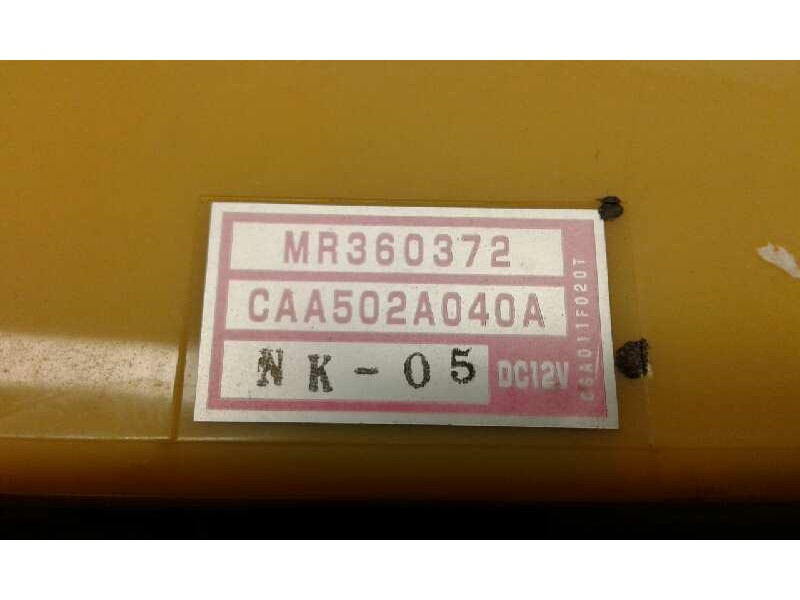 MR360372
CAA502A040A
NK-05
DC12V
CSA011F020T